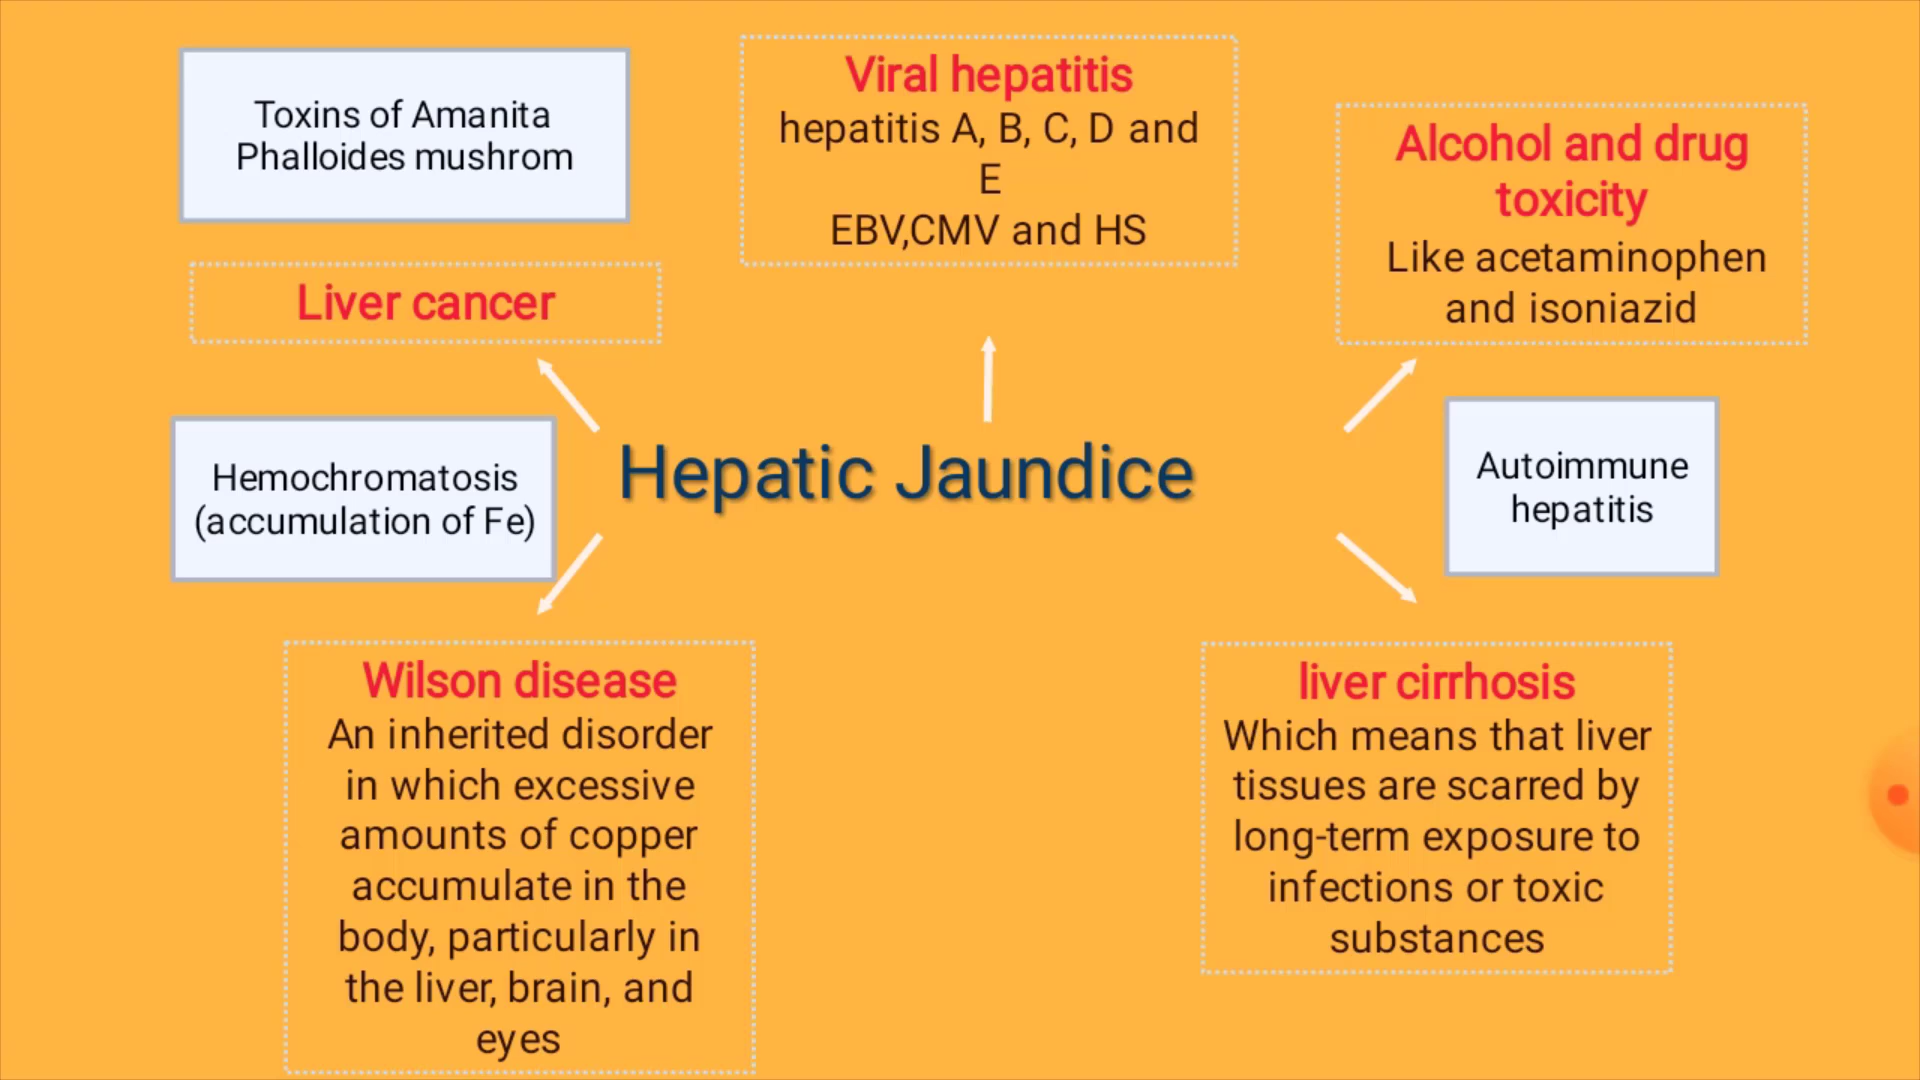 Toxins of Amanita
Phalloides mushrom
Viral hepatitis
hepatitis A, B, C, D and
E
EBV,CMV and HS
Alcohol and drug
toxicity
Like acetaminophen
and isoniazid
Liver cancer
Hemochromatosis
(accumulation of Fe)
Hepatic Jaundice
Autoimmune
hepatitis
Wilson disease
An inherited disorder
in which excessive
amounts of copper
accumulate in the
body, particularly in
the liver, brain, and
eyes
liver cirrhosis
Which means that liver
tissues are scarred by
long-term exposure to
infections or toxic
substances